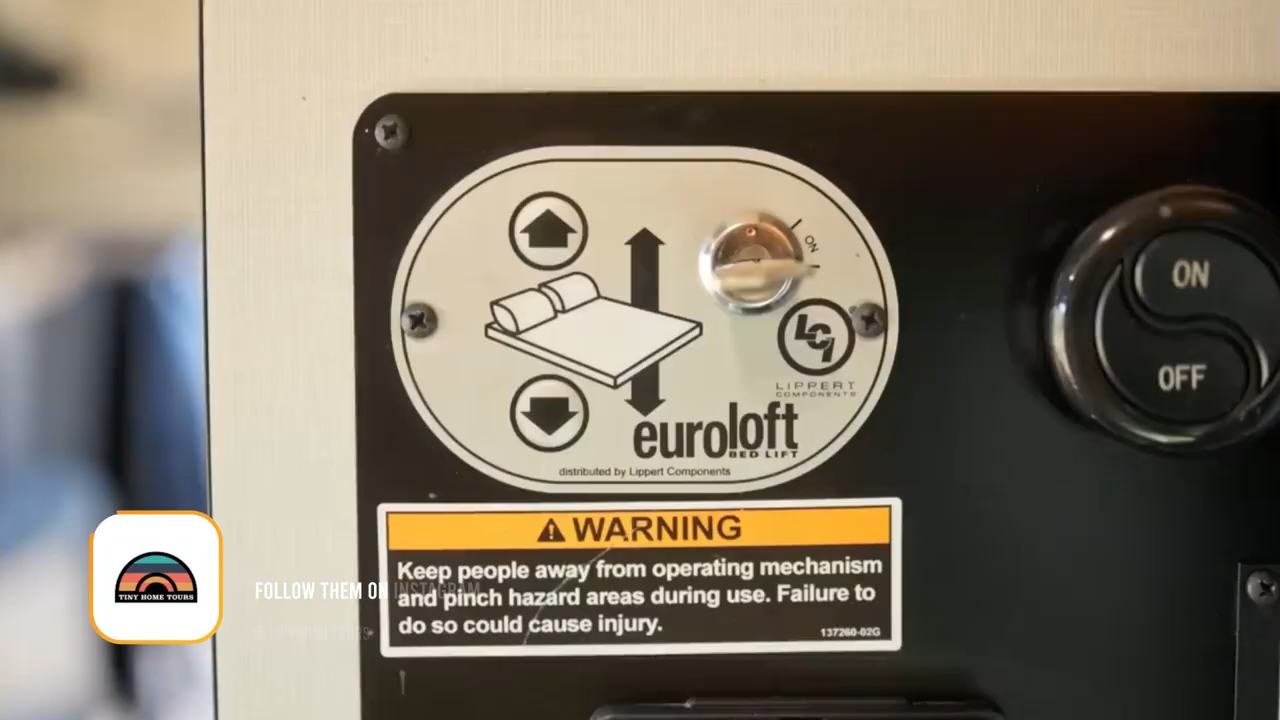 ON
LCI
LIPPERT
COMPONENTS
euroloft
BED LIFT
distributed by Lippert Components
ON
OFF
WARNING
Keep people away from operating mechanism
and pinch hazard areas during use. Failure to
do so could cause injury.
137260-02G
TINY HOME TOURS
FOLLOW THEM ON INSTAGRAM